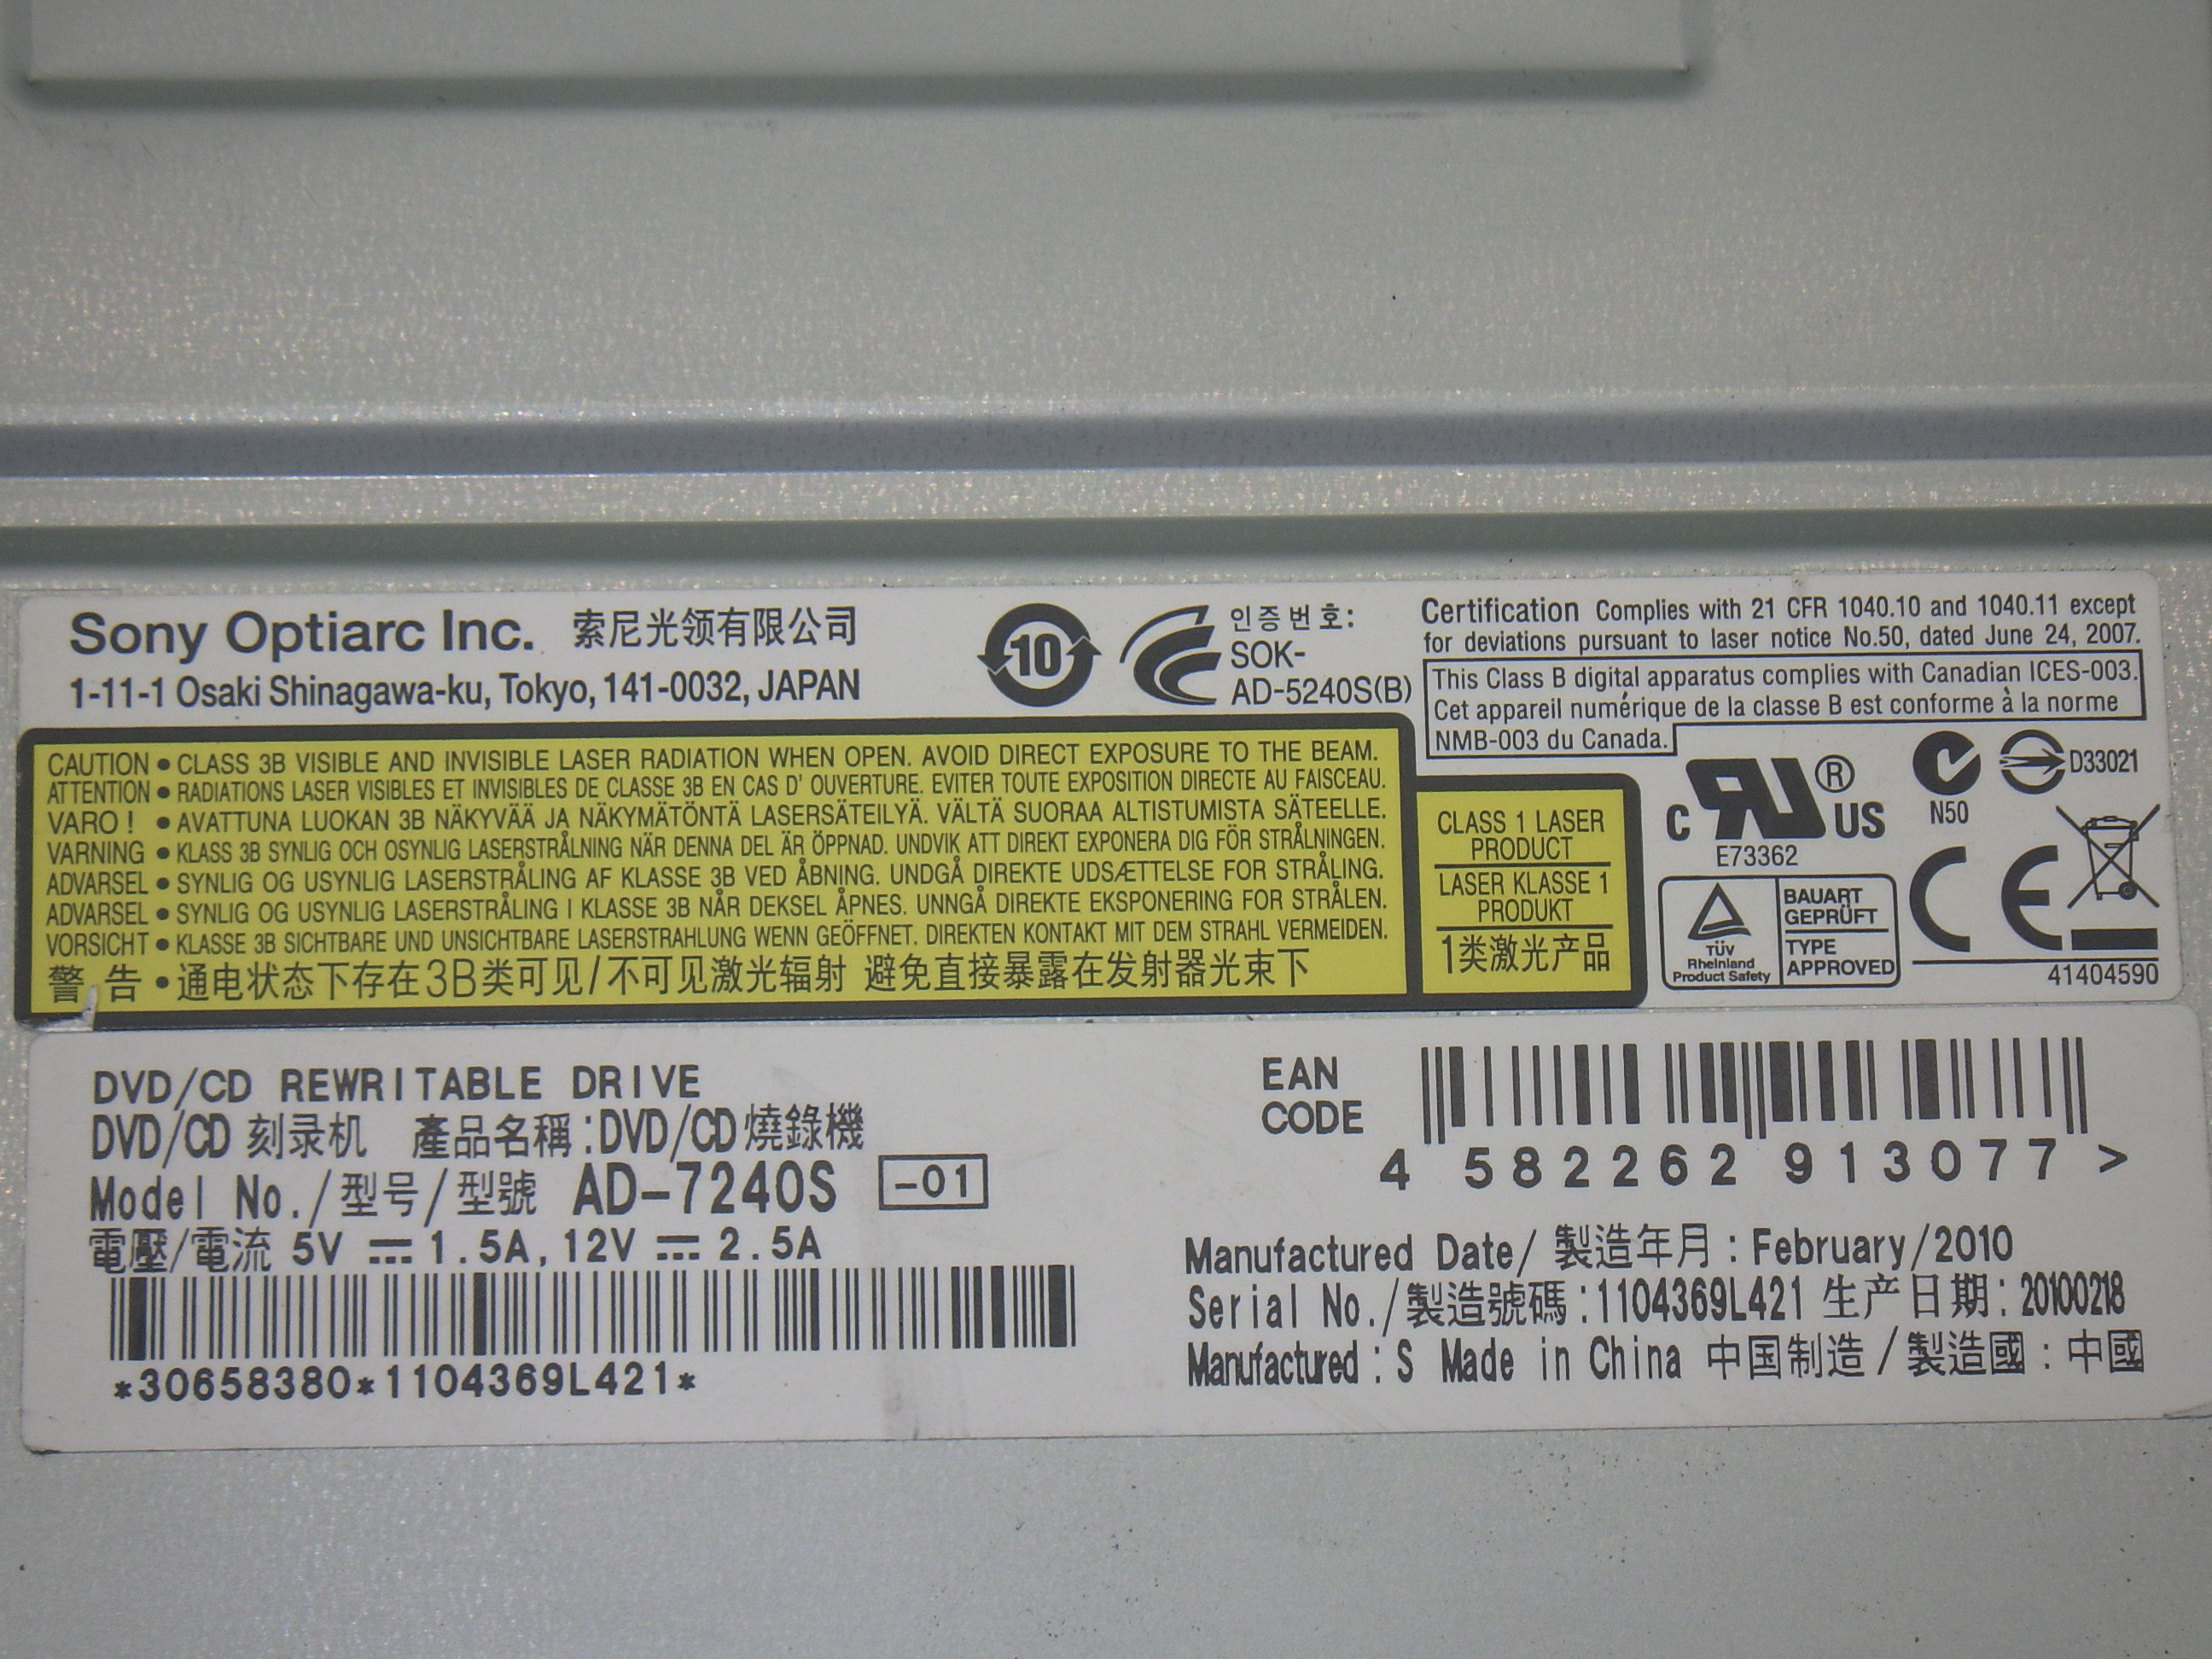 Sony Optiarc Inc. 索尼光领有限公司
1-11-1 Osaki Shinagawa-ku, Tokyo, 141-0032, JAPAN
10
인증번호:
SOK-
AD-5240S(B)
Certification Complies with 21 CFR 1040.10 and 1040.11 except
for deviations pursuant to laser notice No.50, dated June 24, 2007.
This Class B digital apparatus complies with Canadian ICES-003.
Cet appareil numérique de la classe B est conforme à la norme
NMB-003 du Canada.
CAUTION • CLASS 3B VISIBLE AND INVISIBLE LASER RADIATION WHEN OPEN. AVOID DIRECT EXPOSURE TO THE BEAM.
ATTENTION • RADIATIONS LASER VISIBLES ET INVISIBLES DE CLASSE 3B EN CAS D' OUVERTURE. EVITER TOUTE EXPOSITION DIRECTE AU FAISCEAU.
VARO ! • AVATTUNA LUOKAN 3B NÄKYVÄÄ JA NÄKYMÄTÖNTÄ LASERSÄTEILYÄ. VÄLTÄ SUORAA ALTISTUMISTA SÄTEELLE.
VARNING • KLASS 3B SYNLIG OCH OSYNLIG LASERSTRÅLNING NÄR DENNA DEL ÄR ÖPPNAD. UNDVIK ATT DIREKT EXPONERA DIG FÖR STRÅLNINGEN.
ADVARSEL • SYNLIG OG USYNLIG LASERSTRÅLING AF KLASSE 3B VED ÅBNING. UNDGÅ DIREKTE UDSÆTTELSE FOR STRÅLING.
ADVARSEL • SYNLIG OG USYNLIG LASERSTRÅLING I KLASSE 3B NÅR DEKSEL ÅPNES. UNNGÅ DIREKTE EKSPONERING FOR STRÅLEN.
VORSICHT • KLASSE 3B SICHTBARE UND UNSICHTBARE LASERSTRAHLUNG WENN GEÖFFNET. DIREKTEN KONTAKT MIT DEM STRAHL VERMEIDEN.
警 告 • 通电状态下存在3B类可见/不可见激光辐射 避免直接暴露在发射器光束下
CLASS 1 LASER
PRODUCT
LASER KLASSE 1
PRODUKT
1类激光产品
C RU ® US
E73362
N50
D33021
TÜV
Rheinland
Product Safety
BAUART
GEPRÜFT
TYPE
APPROVED
CE
41404590
DVD/CD REWRITABLE DRIVE
DVD/CD 刻录机 產品名稱:DVD/CD燒錄機
Model No./型号/型號 AD-7240S -01
電壓/電流 5V ⎓ 1.5A, 12V ⎓ 2.5A
*30658380*1104369L421*
EAN
CODE
4 582262 913077 >
Manufactured Date/ 製造年月 : February/2010
Serial No./製造號碼:1104369L421 生产日期: 20100218
Manufactured : S Made in China 中国制造/製造國 : 中國